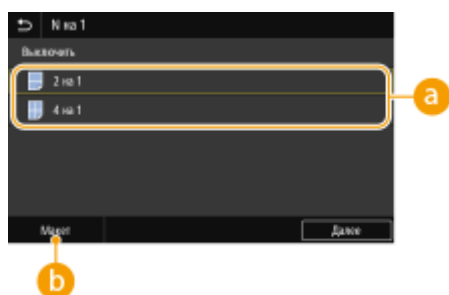 N на 1
Выключить
2 на 1
4 на 1
a
Макет
Далее
b